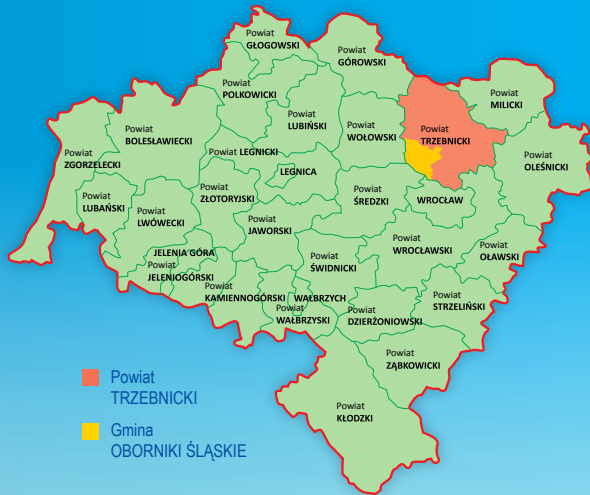 Powiat
GŁOGOWSKI
Powiat
GÓROWSKI
Powiat
POLKOWICKI
Powiat
MILICKI
Powiat
LUBIŃSKI
Powiat
BOLESŁAWIECKI
Powiat
WOŁOWSKI
Powiat
TRZEBNICKI
Powiat
ZGORZELECKI
Powiat LEGNICKI
Powiat
OLEŚNICKI
LEGNICA
Powiat
ZŁOTORYJSKI
Powiat
ŚREDZKI
WROCŁAW
Powiat
LUBAŃSKI
Powiat
LWÓWECKI
Powiat
JAWORSKI
Powiat
WROCŁAWSKI
Powiat
OŁAWSKI
JELENIA GÓRA
Powiat
JELENIOGÓRSKI
Powiat
ŚWIDNICKI
Powiat
KAMIENNOGÓRSKI
WAŁBRZYCH
Powiat
STRZELIŃSKI
Powiat
WAŁBRZYSKI
Powiat
DZIERŻONIOWSKI
Powiat
ZĄBKOWICKI
Powiat
KŁODZKI
Powiat
TRZEBNICKI
Gmina
OBORNIKI ŚLĄSKIE